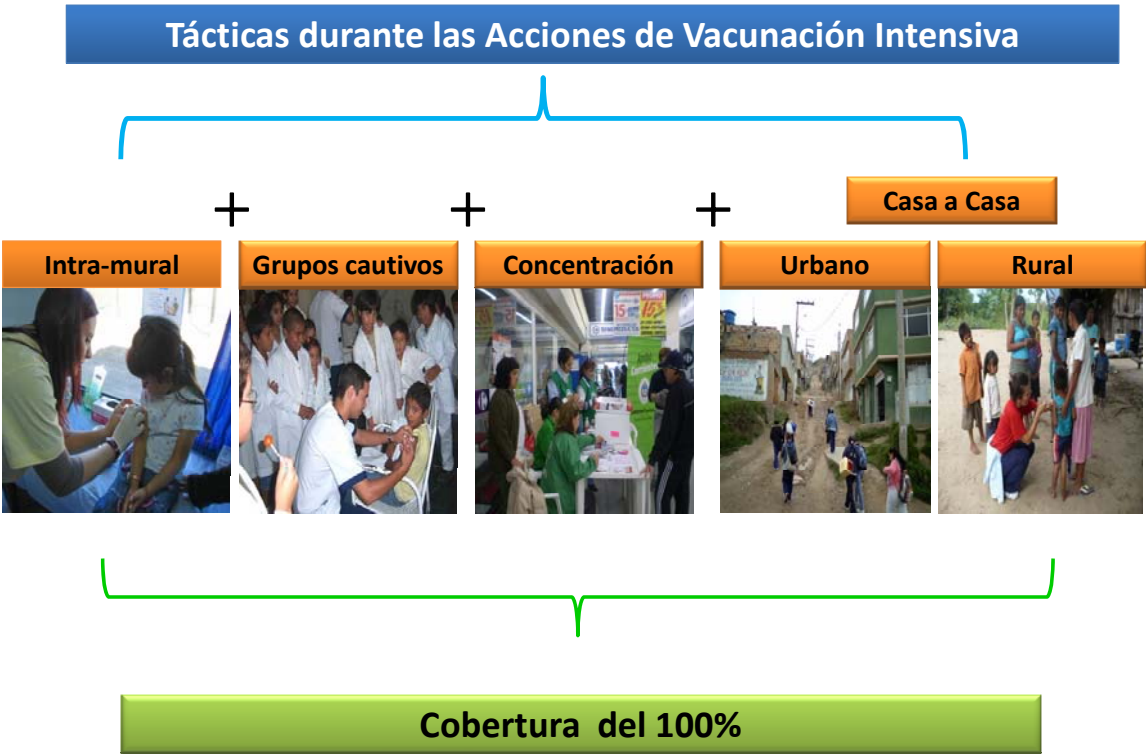 Tácticas durante las Acciones de Vacunación Intensiva
+ + +
Casa a Casa
Intra-mural
Grupos cautivos
Concentración
Urbano
Rural
Cobertura del 100%